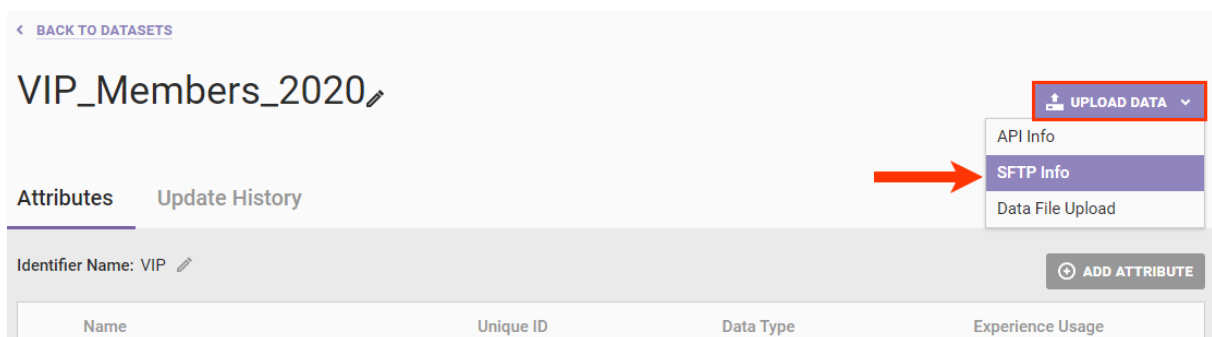 BACK TO DATASETS
VIP_Members_2020
UPLOAD DATA
API Info
SFTP Info
Data File Upload
Attributes Update History
Identifier Name: VIP
ADD ATTRIBUTE
Name Unique ID Data Type Experience Usage